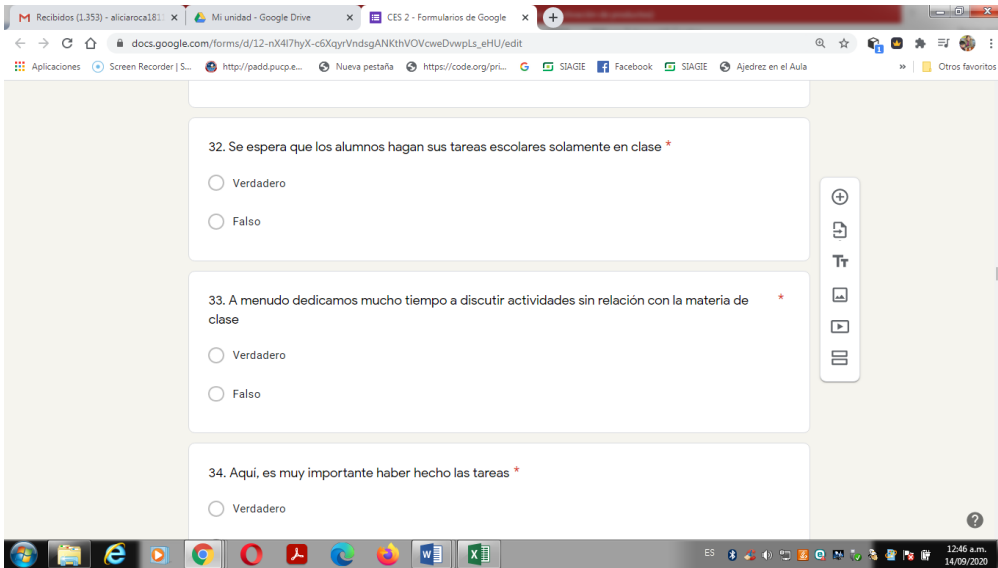 Recibidos (1.353) - aliciaroca181
Mi unidad - Google Drive
CES 2 - Formularios de Google
docs.google.com/forms/d/12-nX4I7hyX-c6XqyrVndsgANKthVOVcweDvwpLs_eHU/edit
Aplicaciones
Screen Recorder | S...
http://padd.pucp.e...
Nueva pestaña
https://code.org/pri...
SIAGIE
Facebook
SIAGIE
Ajedrez en el Aula
»
Otros favoritos
32. Se espera que los alumnos hagan sus tareas escolares solamente en clase *
Verdadero
Falso
33. A menudo dedicamos mucho tiempo a discutir actividades sin relación con la materia de *
clase
Verdadero
Falso
34. Aquí, es muy importante haber hecho las tareas *
Verdadero
ES
12:46 a.m.
14/09/2020